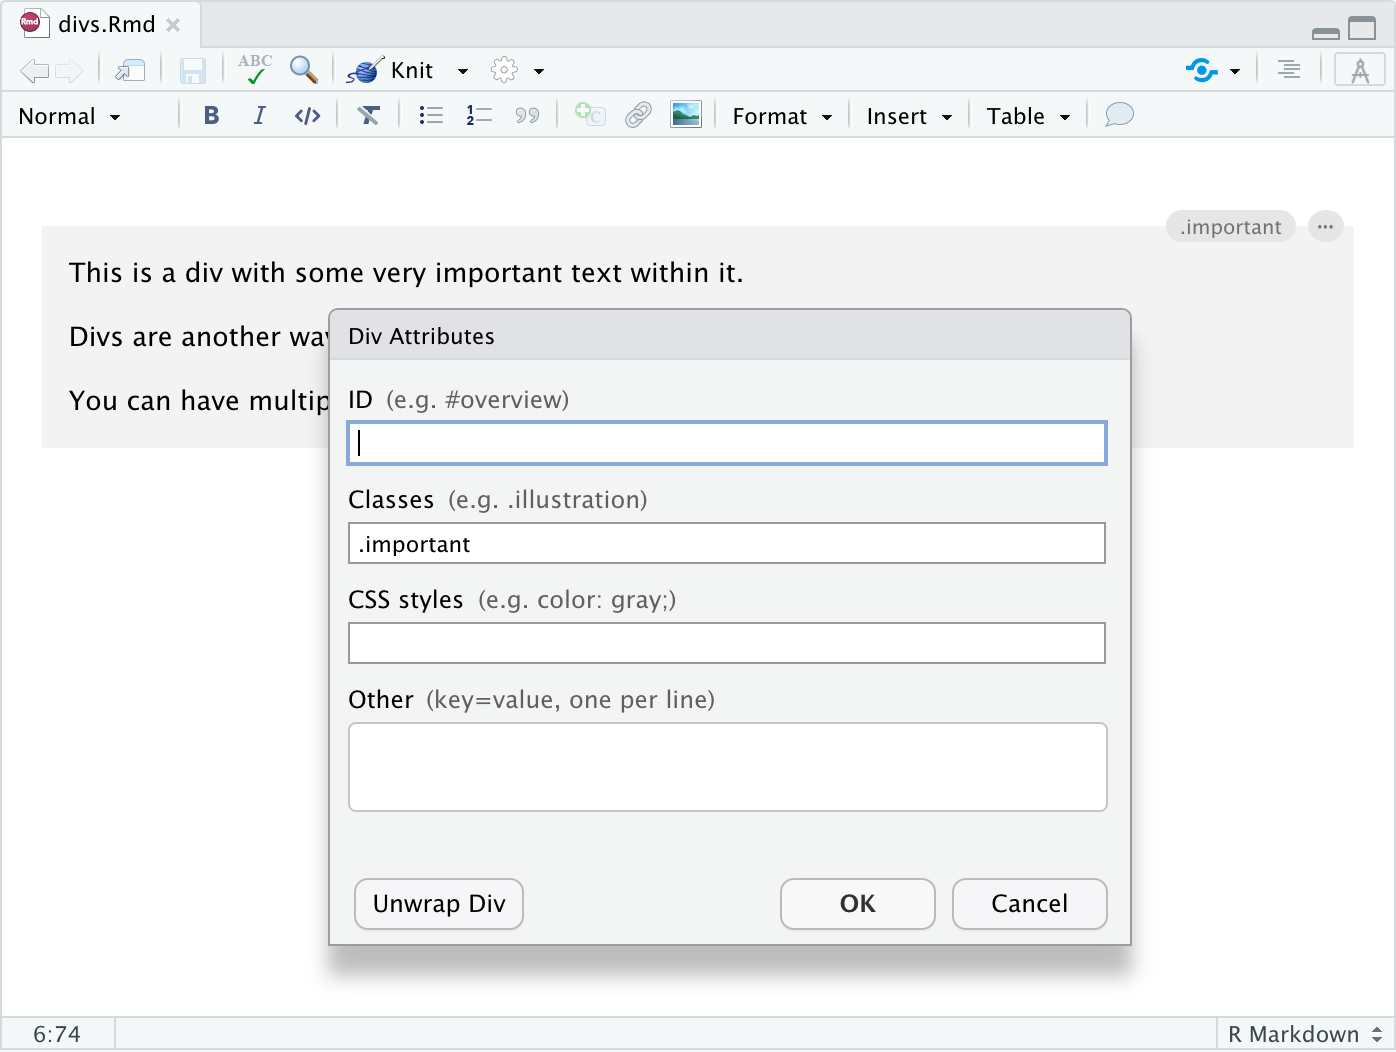 Rmd divs.Rmd
ABC Knit
Normal B I </> Format Insert Table
.important
This is a div with some very important text within it.
Divs are another way
You can have multip
Div Attributes
ID (e.g. #overview)
Classes (e.g. .illustration)
.important
CSS styles (e.g. color: gray;)
Other (key=value, one per line)
Unwrap Div OK Cancel
6:74 R Markdown